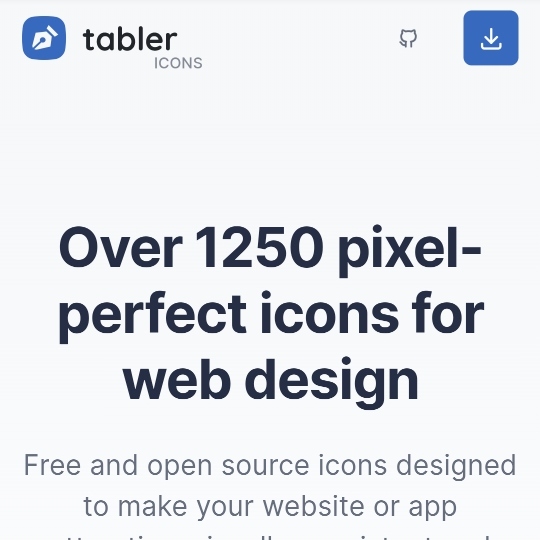 tabler
ICONS
Over 1250 pixel-
perfect icons for
web design
Free and open source icons designed
to make your website or app